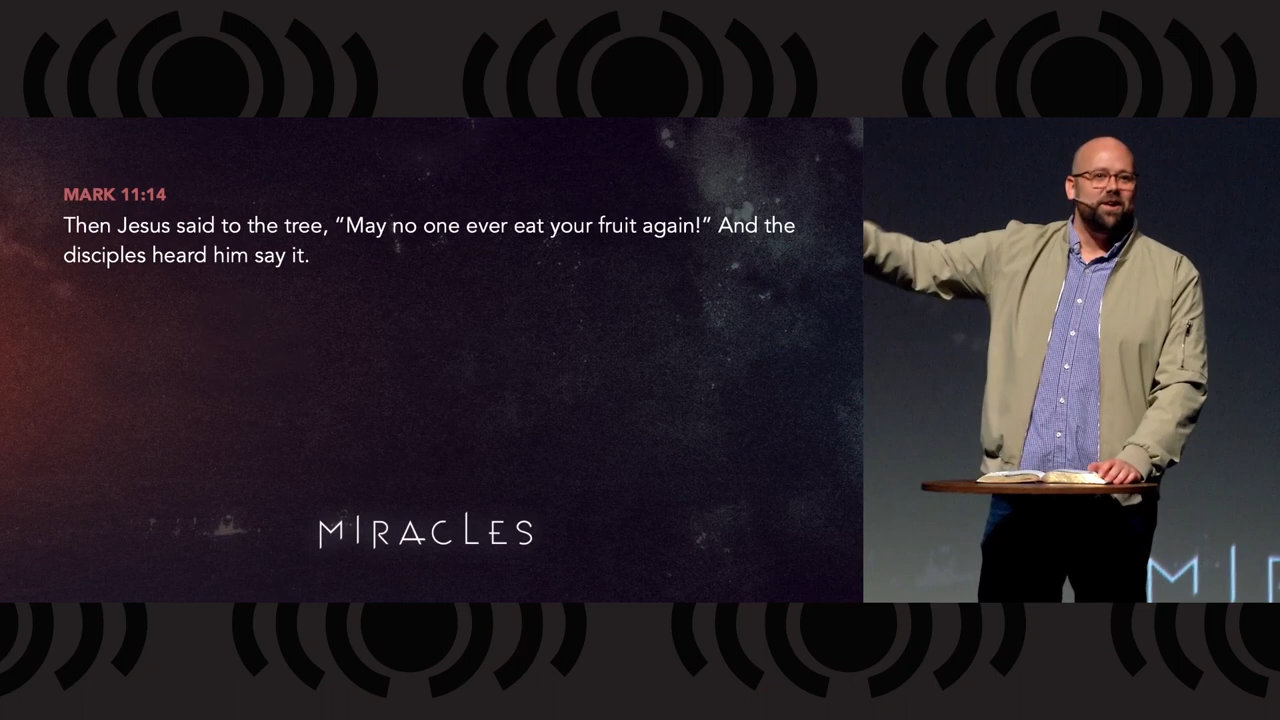 MARK 11:14
Then Jesus said to the tree, “May no one ever eat your fruit again!” And the
disciples heard him say it.
MIRACLES
MI